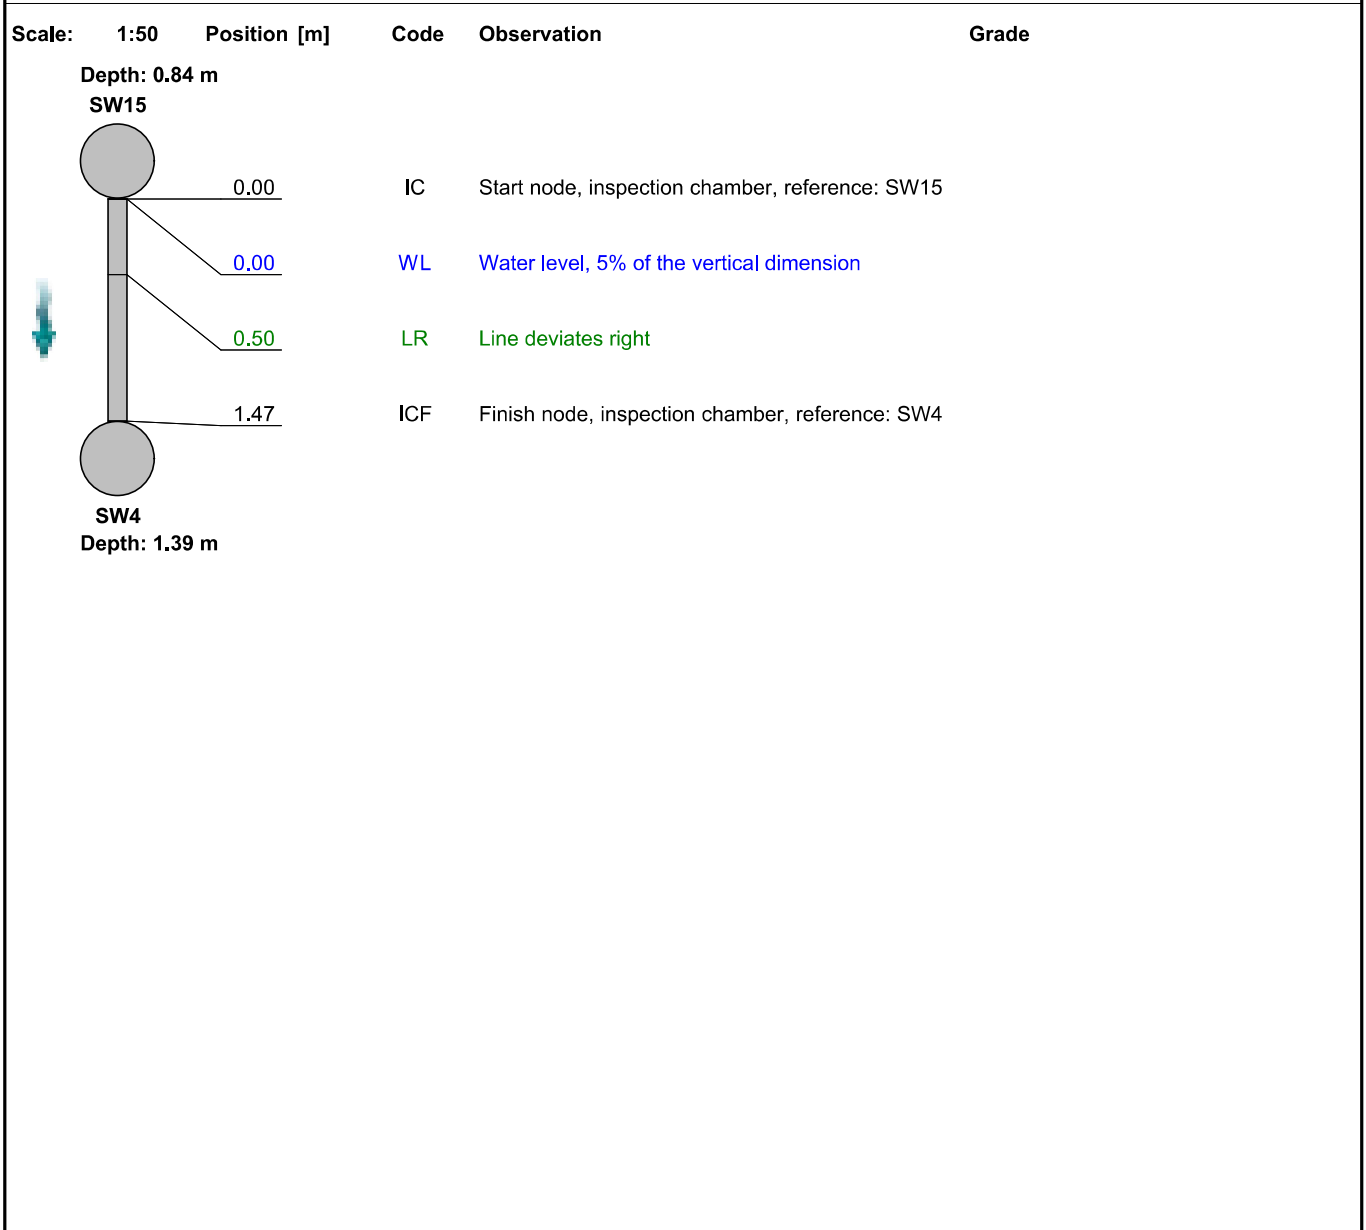 Scale: 1:50 Position [m] Code Observation Grade
Depth: 0.84 m
SW15
0.00 IC Start node, inspection chamber, reference: SW15
0.00 WL Water level, 5% of the vertical dimension
0.50 LR Line deviates right
1.47 ICF Finish node, inspection chamber, reference: SW4
SW4
Depth: 1.39 m